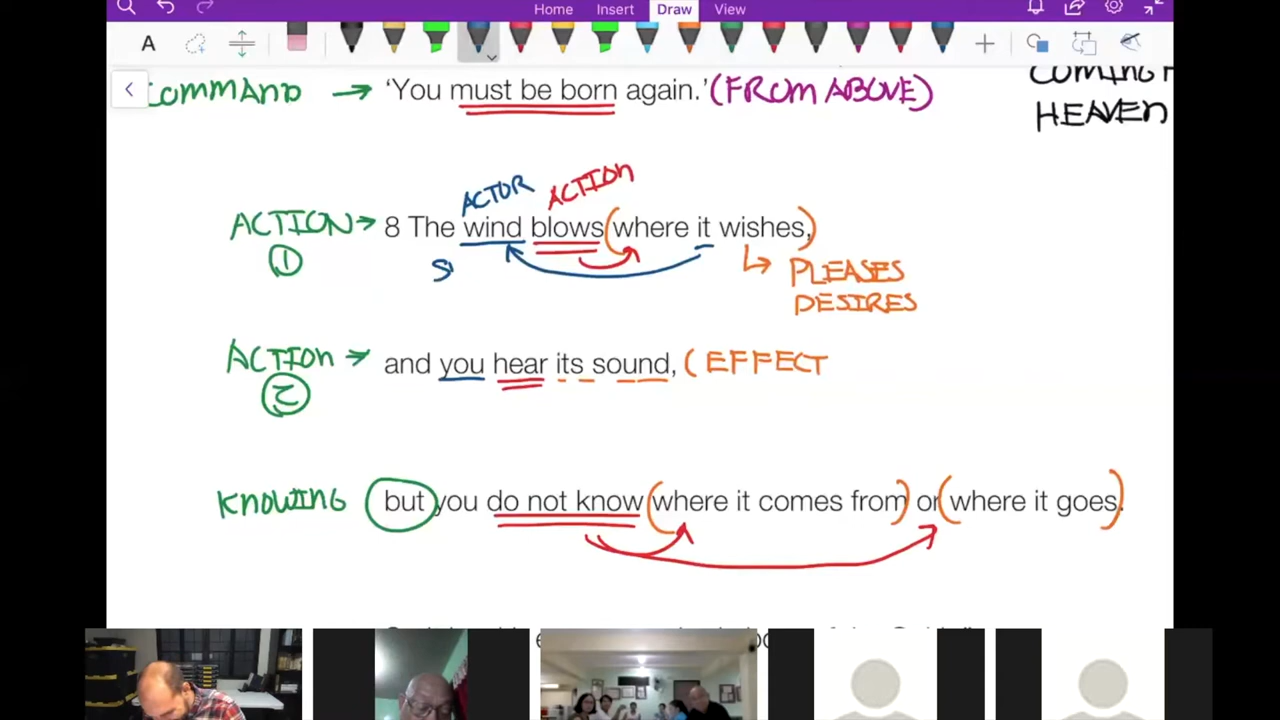 Home Insert Draw View
A
COMMAND → 'You must be born again.' (FROM ABOVE)
HEAVEN
ACTOR ACTION
ACTION → 8 The wind blows (where it wishes,)
1
PLEASES
DESIRES
ACTION → and you hear its sound, (EFFECT
2
KNOWING but you do not know (where it comes from) or (where it goes).